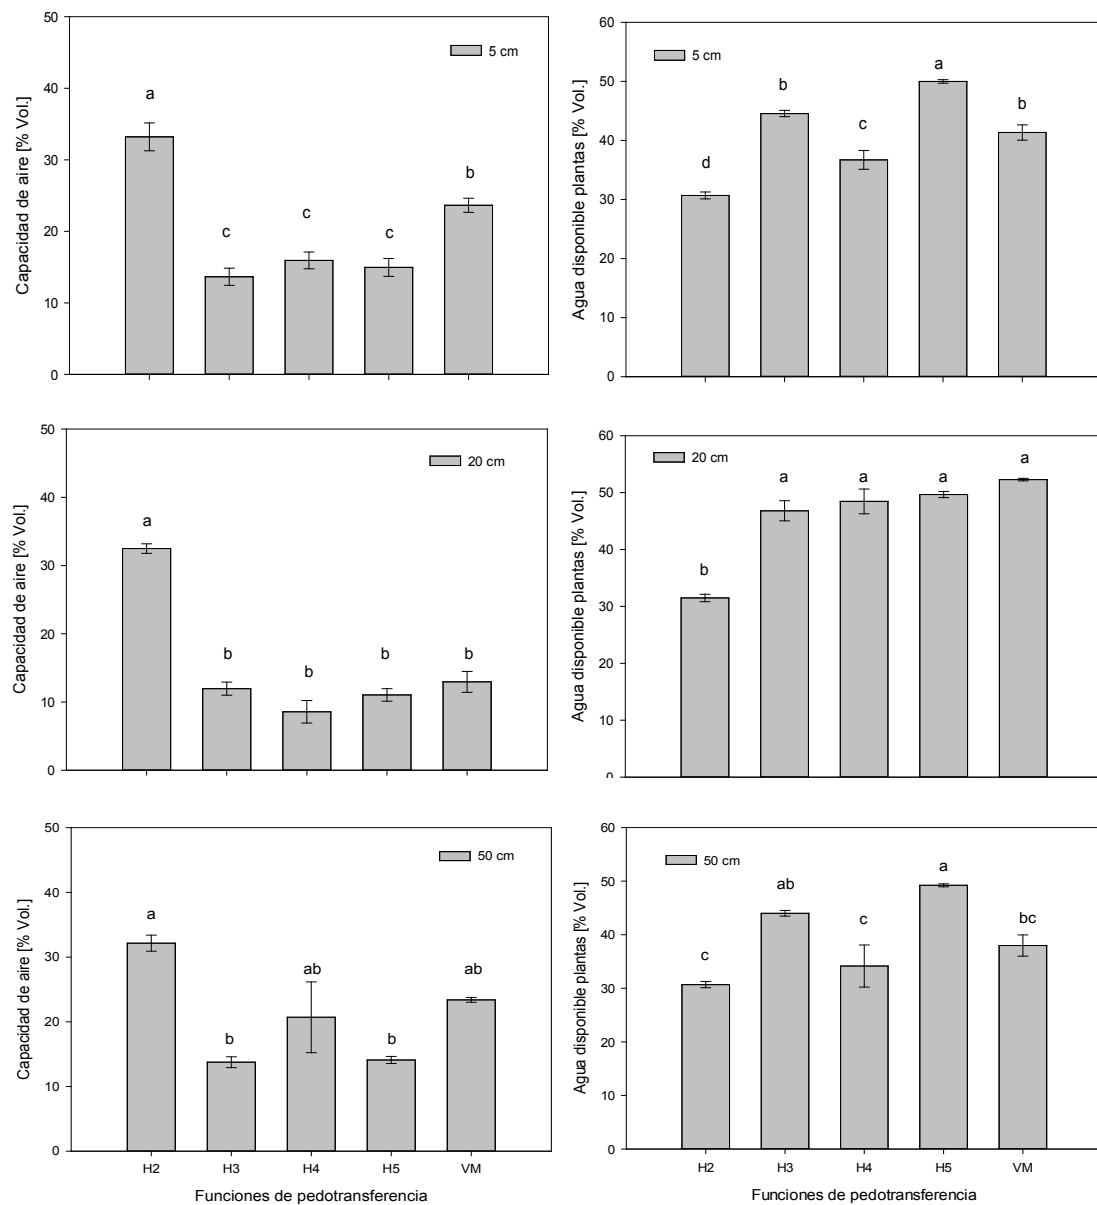 50
40
30
20
10
0
Capacidad de aire [% Vol.]
5 cm
a
c
c
c
b
60
50
40
30
20
10
0
Agua disponible plantas [% Vol.]
5 cm
d
b
c
a
b
50
40
30
20
10
0
Capacidad de aire [% Vol.]
20 cm
a
b
b
b
b
60
50
40
30
20
10
0
Agua disponible plantas [% Vol.]
20 cm
b
a
a
a
a
50
40
30
20
10
0
Capacidad de aire [% Vol.]
50 cm
a
b
ab
b
ab
H2 H3 H4 H5 VM
Funciones de pedotransferencia
60
50
40
30
20
10
0
Agua disponible plantas [% Vol.]
50 cm
c
ab
c
a
bc
H2 H3 H4 H5 VM
Funciones de pedotransferencia